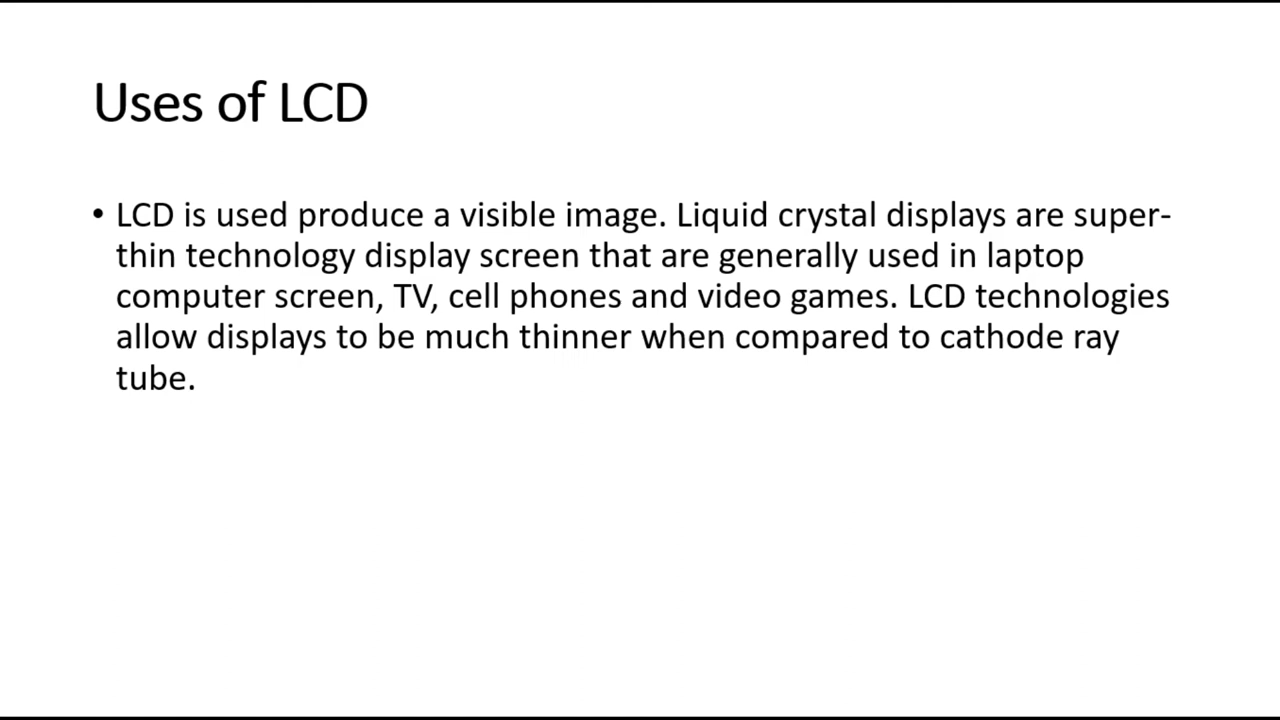 Uses of LCD
• LCD is used produce a visible image. Liquid crystal displays are super-
thin technology display screen that are generally used in laptop
computer screen, TV, cell phones and video games. LCD technologies
allow displays to be much thinner when compared to cathode ray
tube.